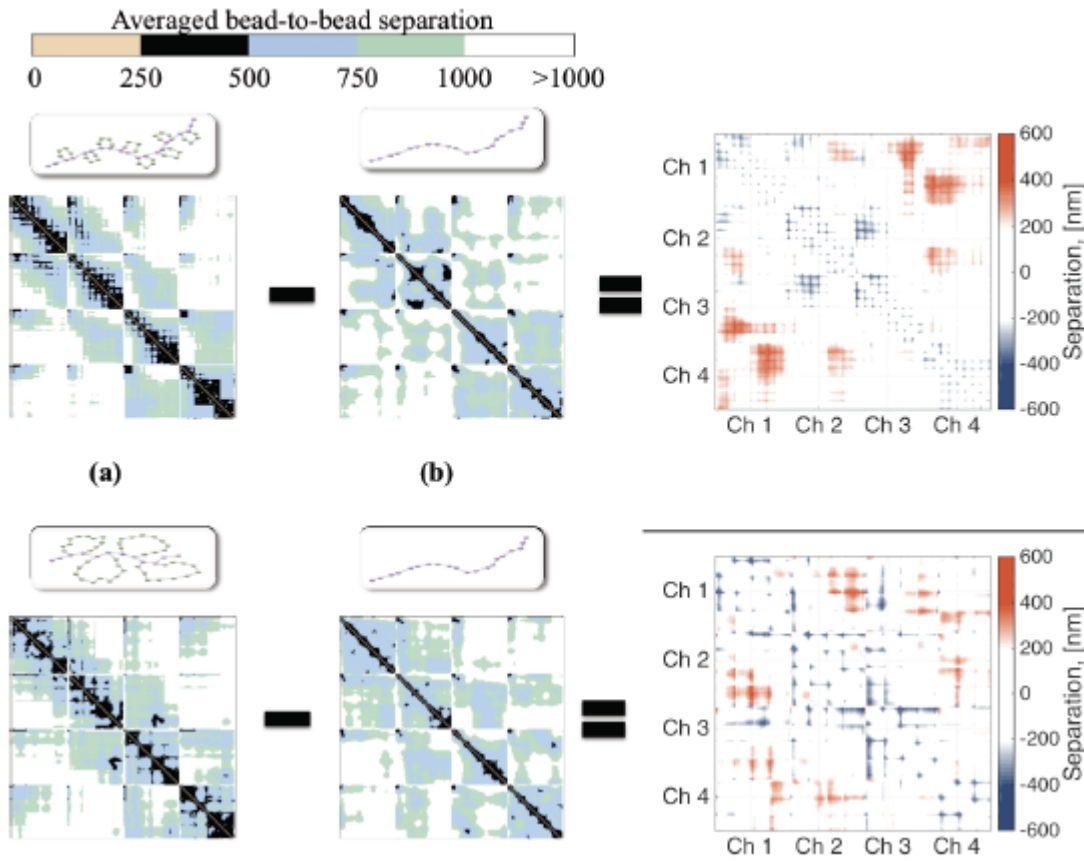 Averaged bead-to-bead separation
0 250 500 750 1000 >1000
Ch 1
Ch 2
Ch 3
Ch 4
Ch 1 Ch 2 Ch 3 Ch 4
600
400
200
0
-200
-400
-600
Separation, [nm]
(a) (b)
Ch 1
Ch 2
Ch 3
Ch 4
Ch 1 Ch 2 Ch 3 Ch 4
600
400
200
0
-200
-400
-600
Separation, [nm]